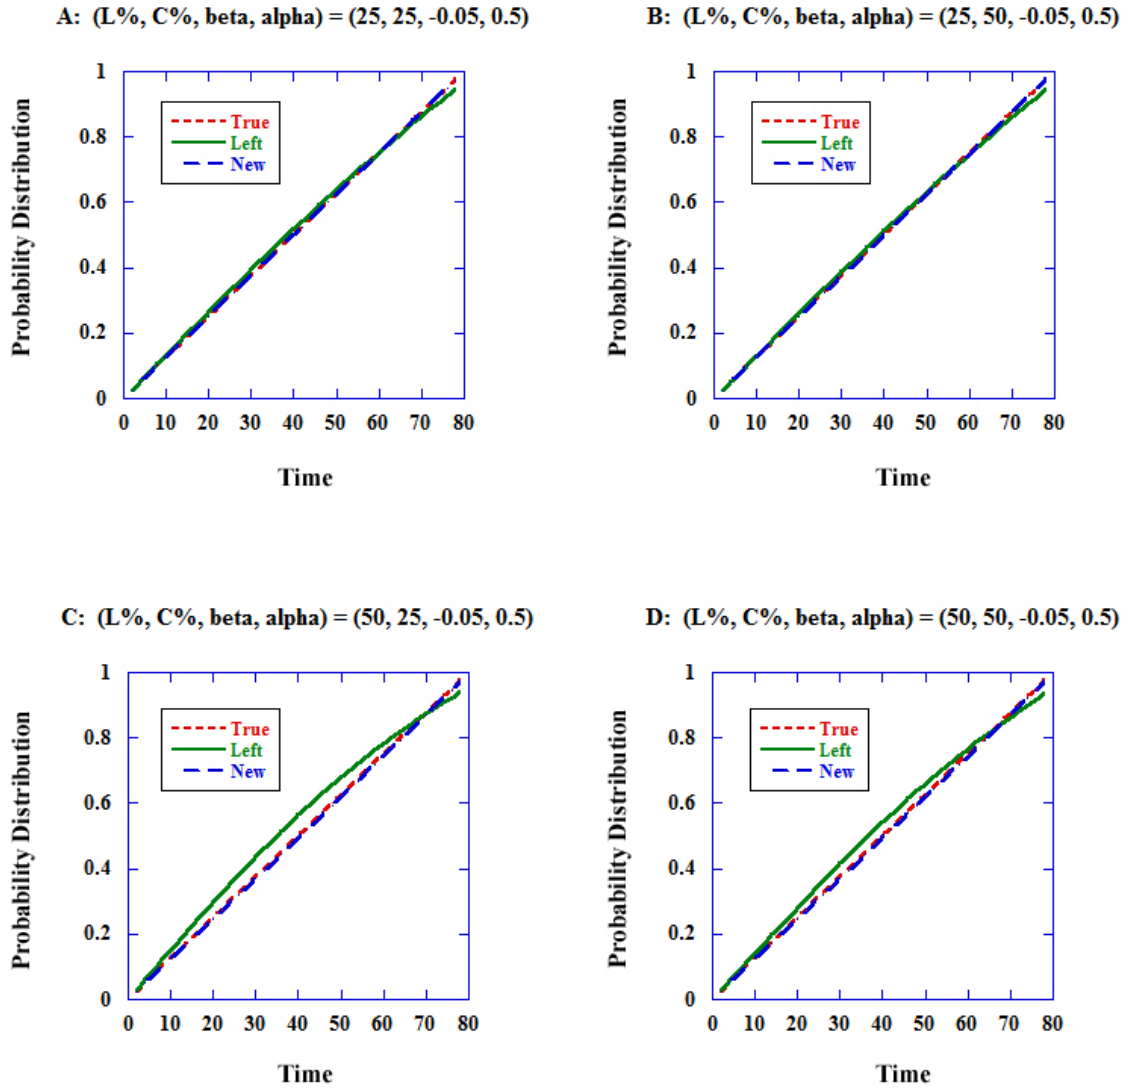 A:  (L%, C%, beta, alpha) = (25, 25, -0.05, 0.5)
Probability Distribution
1
0.8
0.6
0.4
0.2
0
True
Left
New
0 10 20 30 40 50 60 70 80
Time
B:  (L%, C%, beta, alpha) = (25, 50, -0.05, 0.5)
Probability Distribution
1
0.8
0.6
0.4
0.2
0
True
Left
New
0 10 20 30 40 50 60 70 80
Time
C:  (L%, C%, beta, alpha) = (50, 25, -0.05, 0.5)
Probability Distribution
1
0.8
0.6
0.4
0.2
0
True
Left
New
0 10 20 30 40 50 60 70 80
Time
D:  (L%, C%, beta, alpha) = (50, 50, -0.05, 0.5)
Probability Distribution
1
0.8
0.6
0.4
0.2
0
True
Left
New
0 10 20 30 40 50 60 70 80
Time